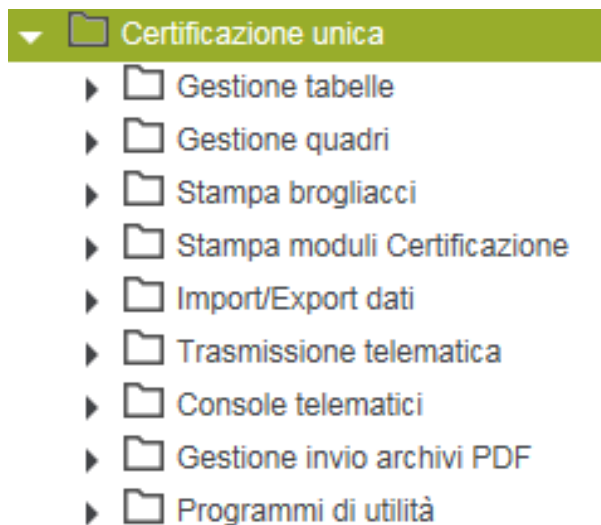 Certificazione unica
Gestione tabelle
Gestione quadri
Stampa brogliacci
Stampa moduli Certificazione
Import/Export dati
Trasmissione telematica
Console telematici
Gestione invio archivi PDF
Programmi di utilità